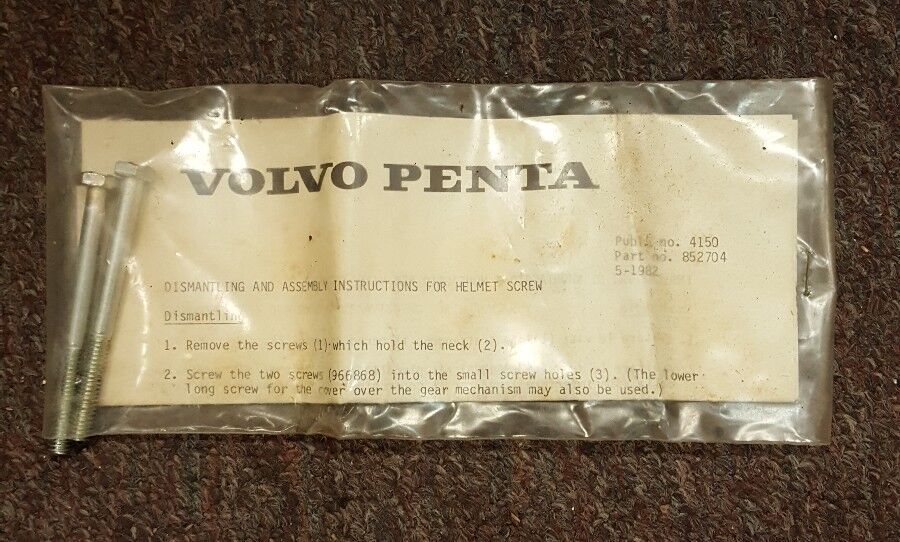 VOLVO PENTA
Publ. no. 4150
Part no. 852704
5-1982
DISMANTLING AND ASSEMBLY INSTRUCTIONS FOR HELMET SCREW
Dismantling
1. Remove the screws (1) which hold the neck (2).
2. Screw the two screws (966868) into the small screw holes (3). (The lower
long screw for the cover over the gear mechanism may also be used.)